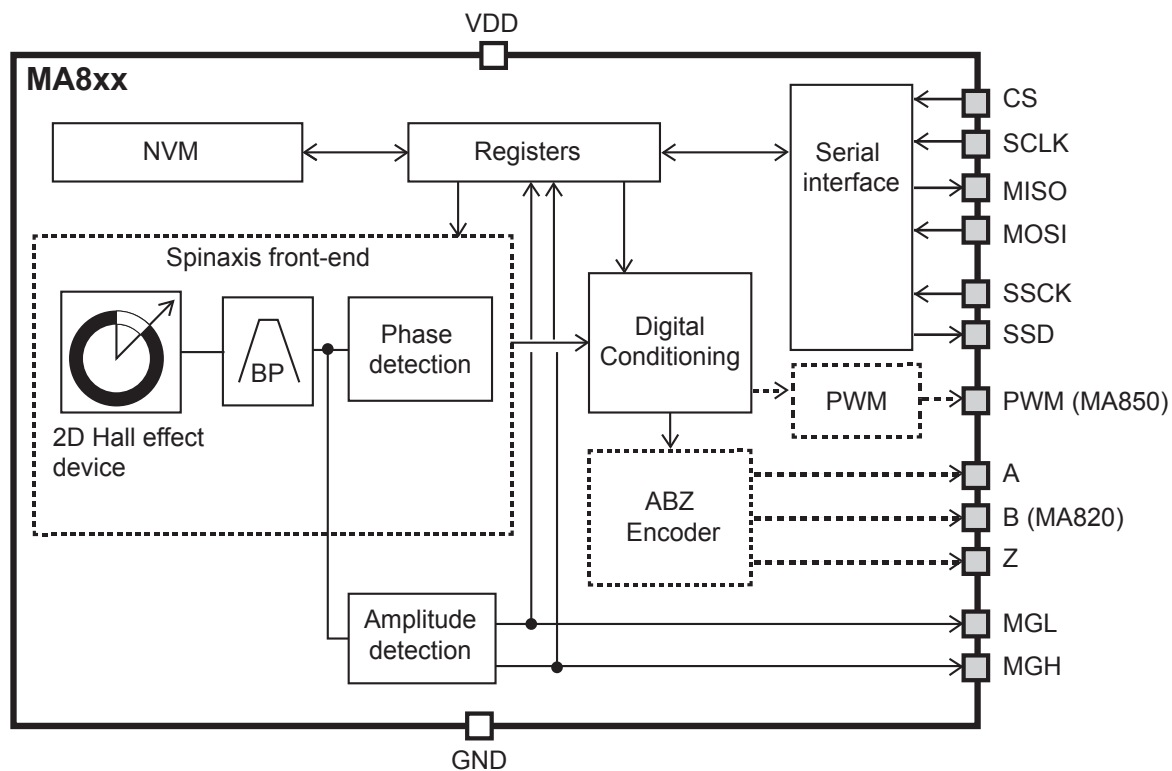 VDD
MA8xx
NVM
Registers
Serial
interface
CS
SCLK
MISO
MOSI
SSCK
SSD
Spinaxis front-end
BP
Phase
detection
2D Hall effect
device
Digital
Conditioning
PWM
PWM (MA850)
ABZ
Encoder
A
B (MA820)
Z
Amplitude
detection
MGL
MGH
GND